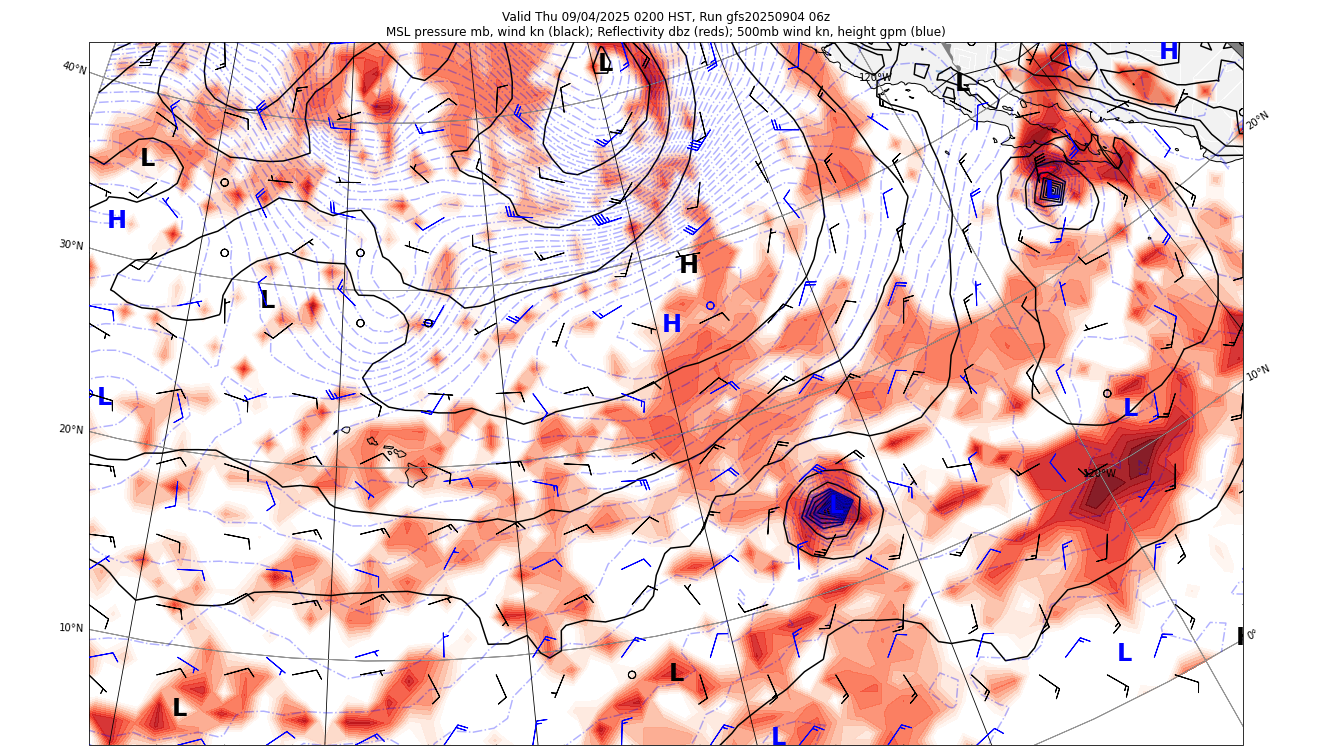 Valid Thu 09/04/2025 0200 HST, Run gfs20250904 06z
MSL pressure mb, wind kn (black); Reflectivity dbz (reds); 500mb wind kn, height gpm (blue)
L
H
40°N
120°W
L
20°N
L
L
H
30°N
H
L
H
10°N
L
L
20°N
120°W
L
10°N
0°
L
L
L
L